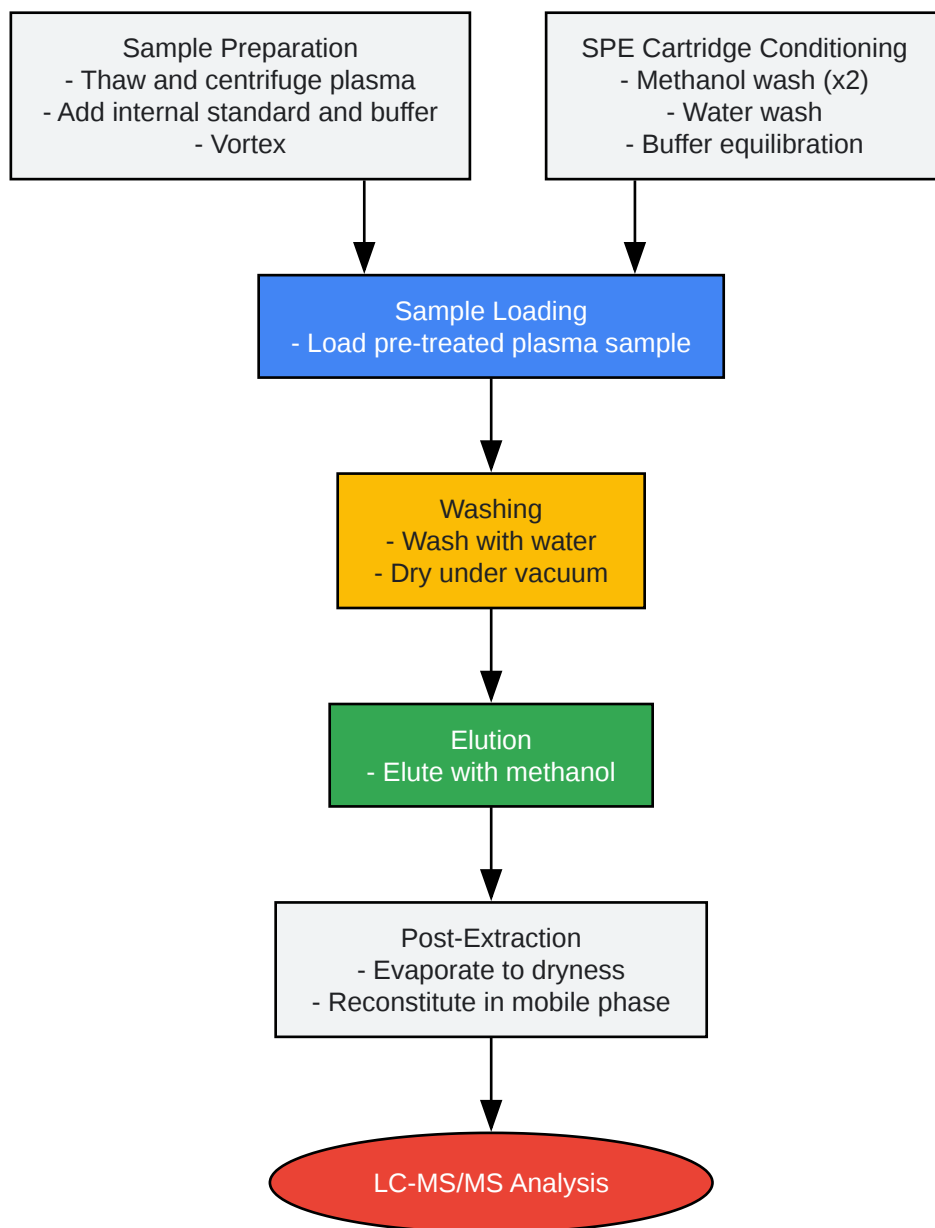 Sample Preparation
- Thaw and centrifuge plasma
- Add internal standard and buffer
- Vortex
SPE Cartridge Conditioning
- Methanol wash (x2)
- Water wash
- Buffer equilibration
Sample Loading
- Load pre-treated plasma sample
Washing
- Wash with water
- Dry under vacuum
Elution
- Elute with methanol
Post-Extraction
- Evaporate to dryness
- Reconstitute in mobile phase
LC-MS/MS Analysis